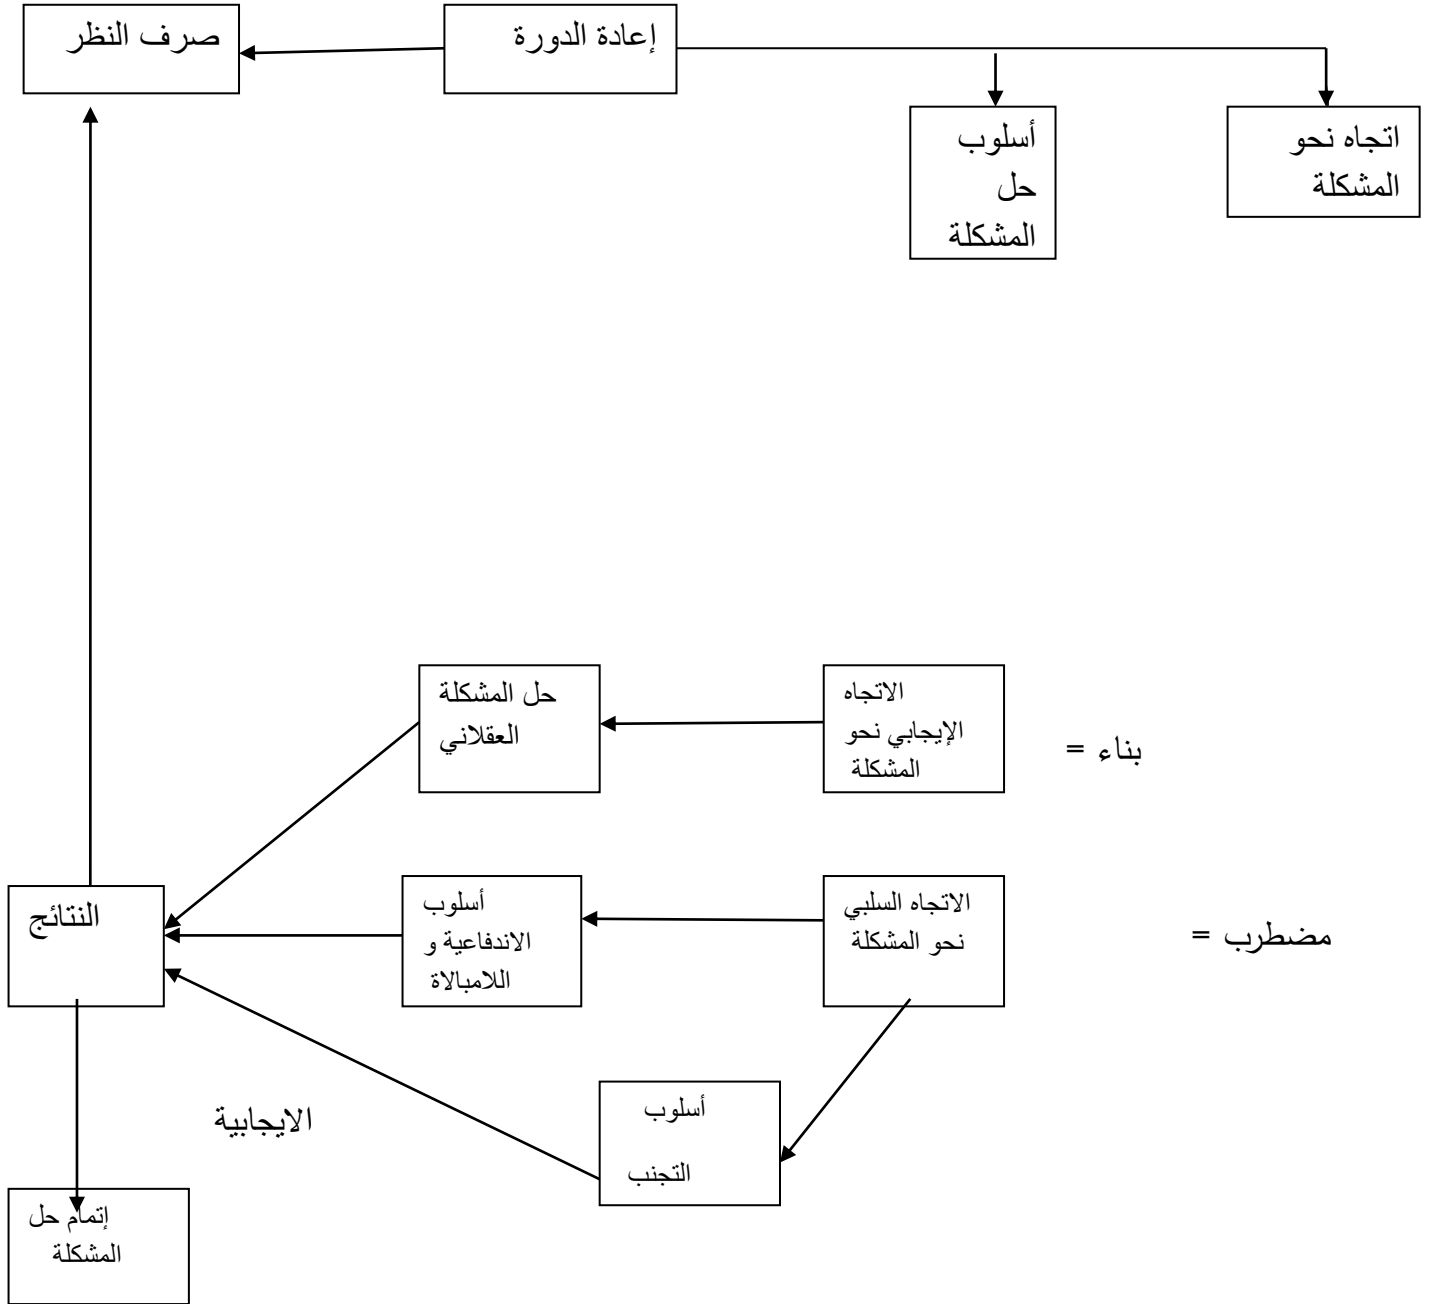 إعادة الدورة
صرف النظر
اتجاه نحو
المشكلة
أسلوب
حل
المشكلة
الاتجاه
الإيجابي نحو
المشكلة
حل المشكلة
العقلاني
بناء =
الاتجاه السلبي
نحو المشكلة
أسلوب
الاندفاعية و
اللامبالاة
النتائج
مضطرب =
أسلوب
التجنب
الايجابية
إتمام حل
المشكلة